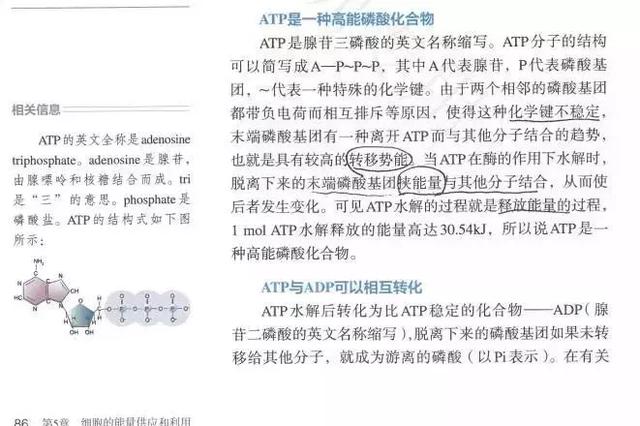 ATP是一种高能磷酸化合物
ATP是腺苷三磷酸的英文名称缩写。ATP分子的结构
可以简写成A—P~P~P，其中A代表腺苷，P代表磷酸基
团，~代表一种特殊的化学键。由于两个相邻的磷酸基团
都带负电荷而相互排斥等原因，使得这种化学键不稳定，
末端磷酸基团有一种离开ATP而与其他分子结合的趋势，
也就是具有较高的转移势能。当ATP在酶的作用下水解时，
脱离下来的末端磷酸基团挟能量与其他分子结合，从而使
后者发生变化。可见ATP水解的过程就是释放能量的过程，
1 mol ATP水解释放的能量高达30.54kJ，所以说ATP是一
种高能磷酸化合物。
ATP与ADP可以相互转化
ATP水解后转化为比ATP稳定的化合物——ADP（腺
苷二磷酸的英文名称缩写），脱离下来的磷酸基团如果未转
移给其他分子，就成为游离的磷酸（以Pi表示）。在有关
相关信息
ATP的英文全称是adenosine
triphosphate。adenosine是腺苷，
由腺嘌呤和核糖结合而成。tri
是“三”的意思。phosphate是
磷酸盐。ATP的结构式如下图
所示：
NH₂
86 第5章 细胞的能量供应和利用